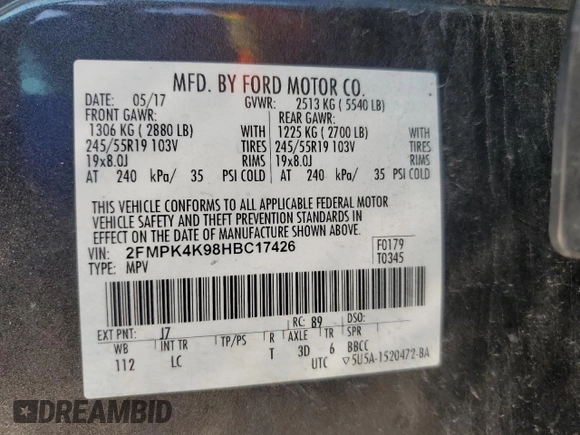 MFD. BY FORD MOTOR CO.
DATE: 05/17 GVWR: 2513 KG ( 5540 LB)
FRONT GAWR: REAR GAWR:
1306 KG ( 2880 LB) 1225 KG ( 2700 LB)
245/55R19 103V TIRES 245/55R19 103V TIRES
19x8.0J RIMS 19x8.0J RIMS
AT 240 kPa/ 35 PSI COLD AT 240 kPa/ 35 PSI COLD
THIS VEHICLE CONFORMS TO ALL APPLICABLE FEDERAL MOTOR
VEHICLE SAFETY AND THEFT PREVENTION STANDARDS IN
EFFECT ON THE DATE OF MANUFACTURE SHOWN ABOVE.
VIN: 2FMPK4K98HBC17426 F0179
TYPE: MPV T0345
EXT PNT: J7 RC: 89 DSO:
WB INT TR TP/PS R AXLE TR SPR
112 LC T 3D 6 BBCC
UTC ▽5U5A-1520472-BA
DREAMBID